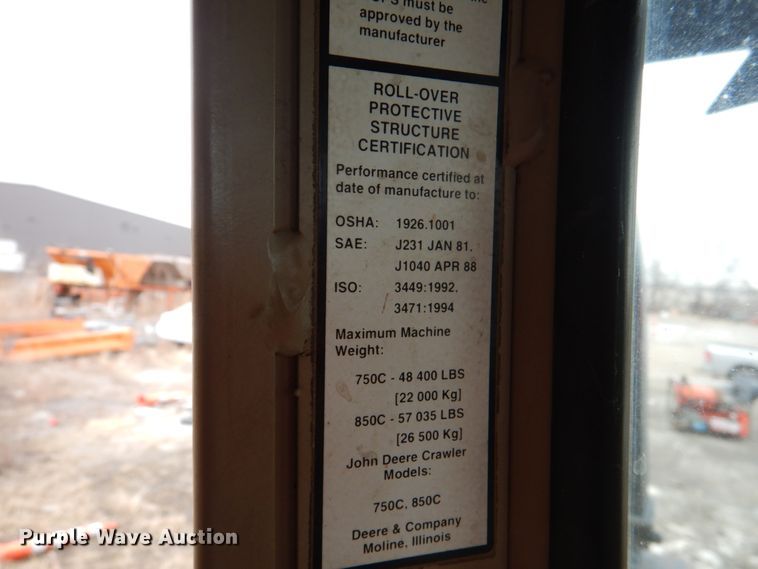 must be
approved by the
manufacturer
ROLL-OVER
PROTECTIVE
STRUCTURE
CERTIFICATION
Performance certified at
date of manufacture to:
OSHA: 1926.1001
SAE: J231 JAN 81.
J1040 APR 88
ISO: 3449:1992.
3471:1994
Maximum Machine
Weight:
750C - 48 400 LBS
[22 000 Kg]
850C - 57 035 LBS
[26 500 Kg]
John Deere Crawler
Models:
750C, 850C
Deere & Company
Moline, Illinois
Purple Wave Auction®